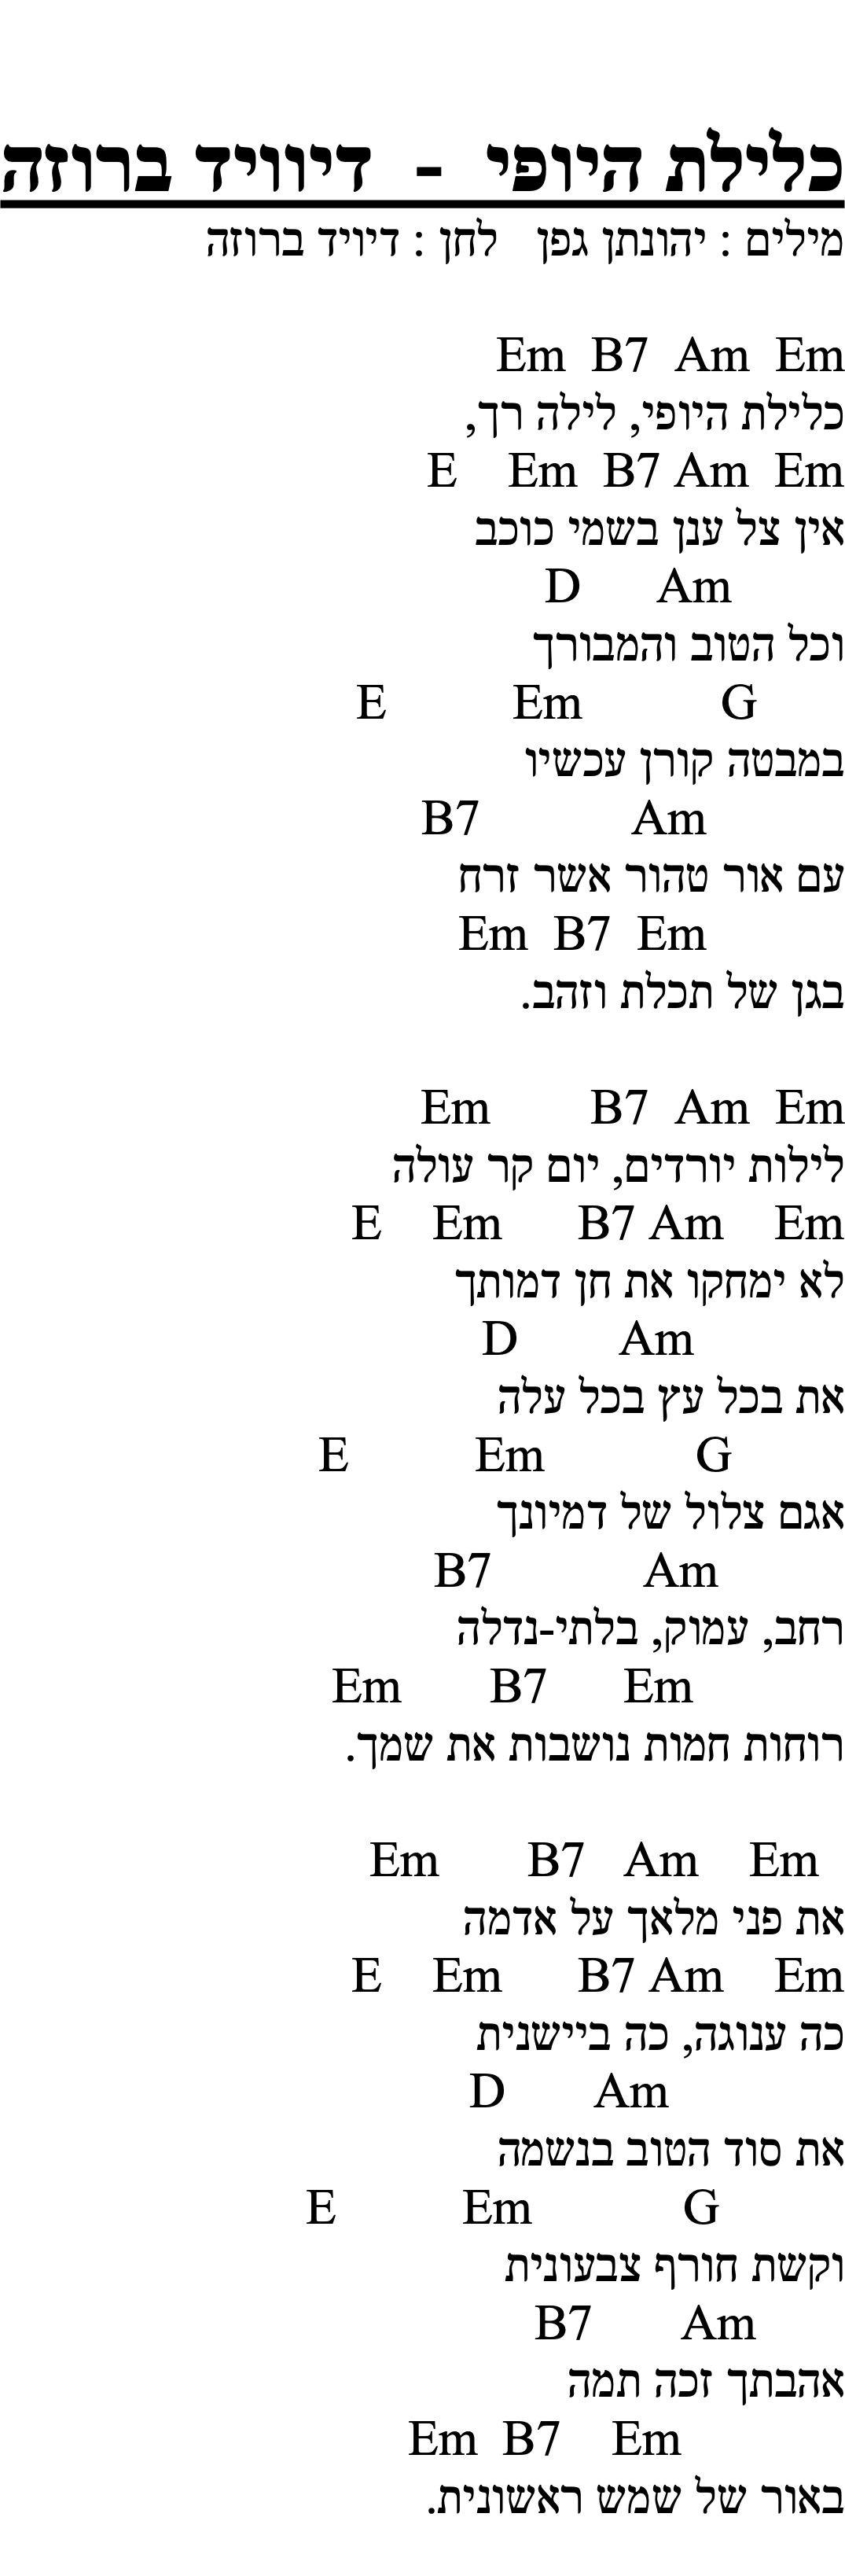 כלילת היופי - דיוויד ברוזה
מילים : יהונתן גפן לחן : דיויד ברוזה
Em B7 Am Em
כלילת היופי, לילה רך,
E Em B7 Am Em
אין צל ענן בשמי כוכב
D Am
וכל הטוב והמבורך
E Em G
במבטה קורן עכשיו
B7 Am
עם אור טהור אשר זרח
Em B7 Em
בגן של תכלת וזהב.
Em B7 Am Em
לילות יורדים, יום קר עולה
E Em B7 Am Em
לא ימחקו את חן דמותך
D Am
את בכל עץ בכל עלה
E Em G
אגם צלול של דמיונך
B7 Am
רחב, עמוק, בלתי-נדלה
Em B7 Em
רוחות חמות נושבות את שמך.
Em B7 Am Em
את פני מלאך על אדמה
E Em B7 Am Em
כה ענוגה, כה ביישנית
D Am
את סוד הטוב בנשמה
E Em G
וקשת חורף צבעונית
B7 Am
אהבתך זכה תמה
Em B7 Em
באור של שמש ראשונית.